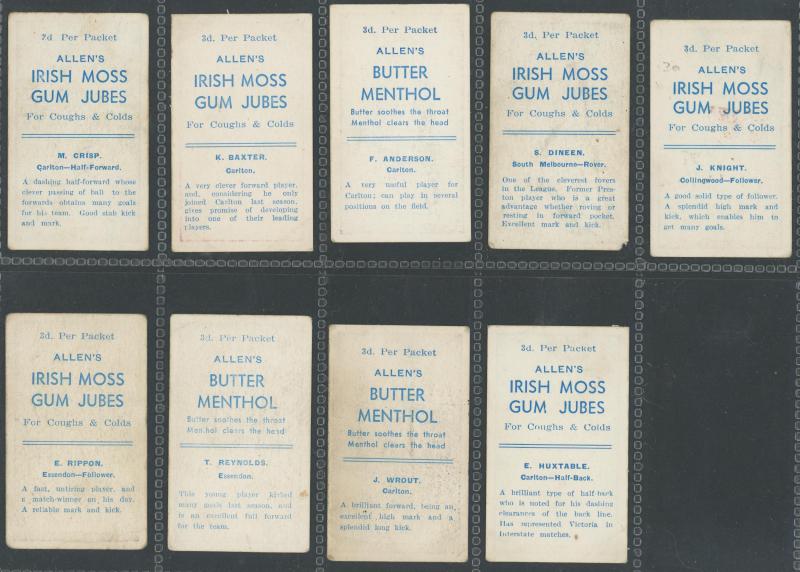 3d. Per Packet
ALLEN'S
IRISH MOSS
GUM JUBES
For Coughs & Colds
M. CRISP.
Carlton—Half-Forward.
A dashing half-forward whose
clever passing of ball to the
forwards obtains many goals
for his team. Good stab kick
and mark.
3d. Per Packet
ALLEN'S
IRISH MOSS
GUM JUBES
For Coughs & Colds
K. BAXTER.
Carlton.
A very clever forward player,
and, considering he only
joined Carlton last season,
gives promise of developing
into one of their leading
players.
3d. Per Packet
ALLEN'S
BUTTER
MENTHOL
Butter soothes the throat
Menthol clears the head
F. ANDERSON.
Carlton.
A very useful player for
Carlton; can play in several
positions on the field.
3d. Per Packet
ALLEN'S
IRISH MOSS
GUM JUBES
For Coughs & Colds
S. DINEEN.
South Melbourne—Rover.
One of the cleverest rovers
in the League. Former Pres-
ton player who is a great
advantage whether roving or
resting in forward pocket.
Excellent mark and kick.
3d. Per Packet
ALLEN'S
IRISH MOSS
GUM JUBES
For Coughs & Colds
J. KNIGHT.
Collingwood—Follower.
A good solid type of follower.
A splendid high mark and
kick, which enables him to
get many goals.
3d. Per Packet
ALLEN'S
IRISH MOSS
GUM JUBES
For Coughs & Colds
E. RIPPON.
Essendon—Follower.
A fast, untiring player, and
a match-winner on his day.
A reliable mark and kick.
3d. Per Packet
ALLEN'S
BUTTER
MENTHOL
Butter soothes the throat
Menthol clears the head
T. REYNOLDS.
Essendon.
This young player kicked
many goals last season, and
is an excellent full forward
for the team.
3d. Per Packet
ALLEN'S
BUTTER
MENTHOL
Butter soothes the throat
Menthol clears the head
J. WROUT.
Carlton.
A brilliant forward, being an
excellent high mark and a
splendid long kick.
3d. Per Packet
ALLEN'S
IRISH MOSS
GUM JUBES
For Coughs & Colds
E. HUXTABLE.
Carlton—Half-Back.
A brilliant type of half-back
who is noted for his dashing
clearances of the back line.
Has represented Victoria in
Interstate matches.